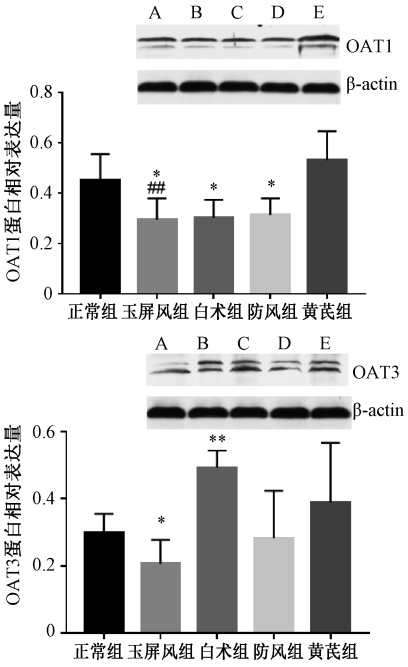 A B C D E
OAT1
β-actin
OAT1蛋白相对表达量
0.8
0.6
0.4
0.2
0
*
##
*
*
正常组 玉屏风组 白术组 防风组 黄芪组
A B C D E
OAT3
β-actin
OAT3蛋白相对表达量
0.6
0.4
0.2
0
*
**
正常组 玉屏风组 白术组 防风组 黄芪组